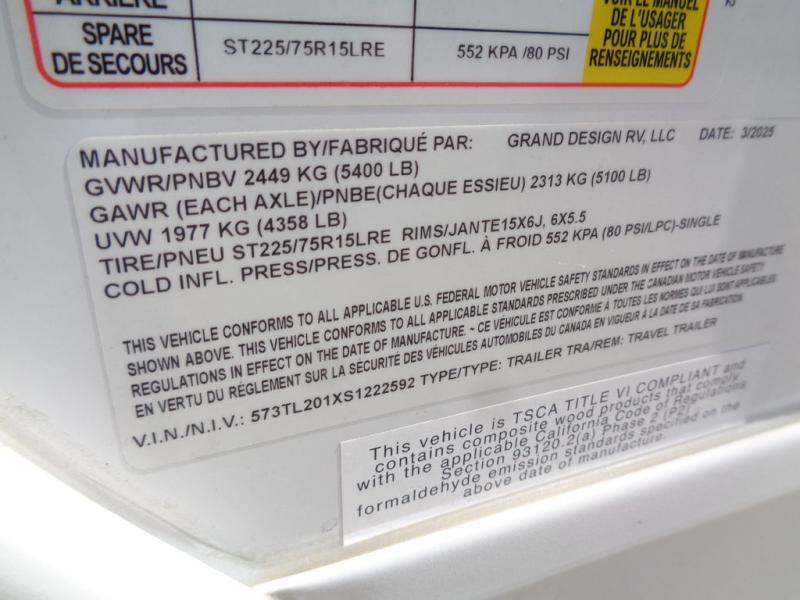 ARRIÈRE
SPARE
DE SECOURS
ST225/75R15LRE
552 KPA /80 PSI
VOIR LE MANUEL
DE L'USAGER
POUR PLUS DE
RENSEIGNEMENTS
MANUFACTURED BY/FABRIQUÉ PAR: GRAND DESIGN RV, LLC DATE: 3/2025
GVWR/PNBV 2449 KG (5400 LB)
GAWR (EACH AXLE)/PNBE(CHAQUE ESSIEU) 2313 KG (5100 LB)
UVW 1977 KG (4358 LB)
TIRE/PNEU ST225/75R15LRE RIMS/JANTE15X6J, 6X5.5
COLD INFL. PRESS/PRESS. DE GONFL. À FROID 552 KPA (80 PSI/LPC)-SINGLE
THIS VEHICLE CONFORMS TO ALL APPLICABLE U.S. FEDERAL MOTOR VEHICLE SAFETY STANDARDS IN EFFECT ON THE DATE OF MANUFACTURE
SHOWN ABOVE. THIS VEHICLE CONFORMS TO ALL APPLICABLE STANDARDS PRESCRIBED UNDER THE CANADIAN MOTOR VEHICLE SAFETY
REGULATIONS IN EFFECT ON THE DATE OF MANUFACTURE. ~ CE VÉHICULE EST CONFORME À TOUTES LES NORMES QUI LUI SONT APPLICABLES
EN VERTU DU RÉGLEMENT SUR LA SÉCURITÉ DES VÉHICULES AUTOMOBILES DU CANADA EN VIGUEUR À LA DATE DE SA FABRICATION.
V.I.N./N.I.V.: 573TL201XS1222592 TYPE/TYPE: TRAILER TRA/REM: TRAVEL TRAILER
This vehicle is TSCA TITLE VI COMPLIANT and
contains composite wood products that comply
with the applicable California Code of Regulations
Section 93120.2(a) Phase 2 (P2)
formaldehyde emission standards specified on the
above date of manufacture.